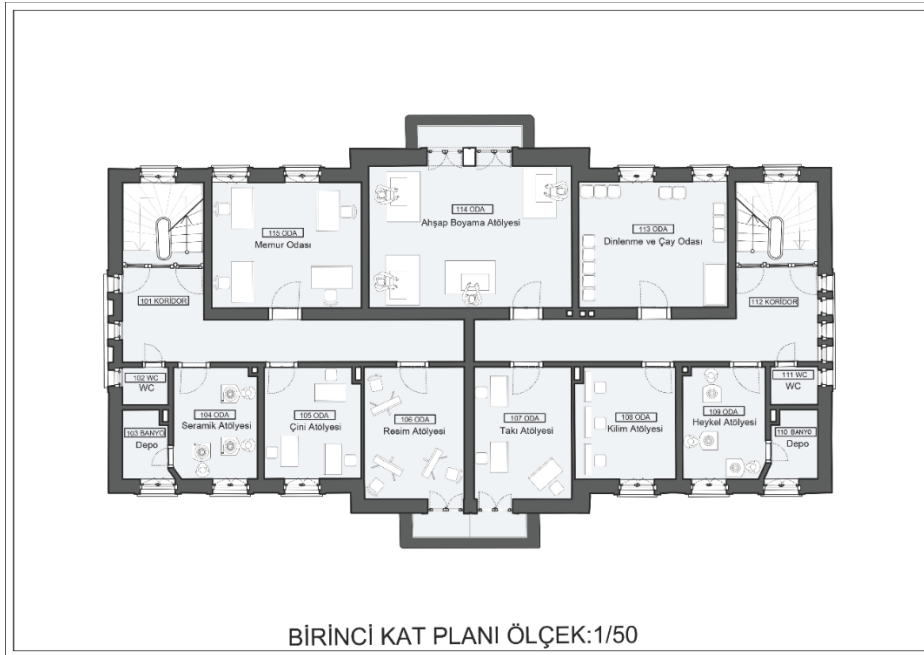 114 ODA
Ahşap Boyama Atölyesi
115 ODA
Memur Odası
113 ODA
Dinlenme ve Çay Odası
101 KORİDOR
112 KORİDOR
102 WC
WC
111 WC
WC
103 BANYO
Depo
104 ODA
Seramik Atölyesi
105 ODA
Çini Atölyesi
106 ODA
Resim Atölyesi
107 ODA
Takı Atölyesi
108 ODA
Kilim Atölyesi
109 ODA
Heykel Atölyesi
110 BANYO
Depo
BİRİNCİ KAT PLANI ÖLÇEK:1/50